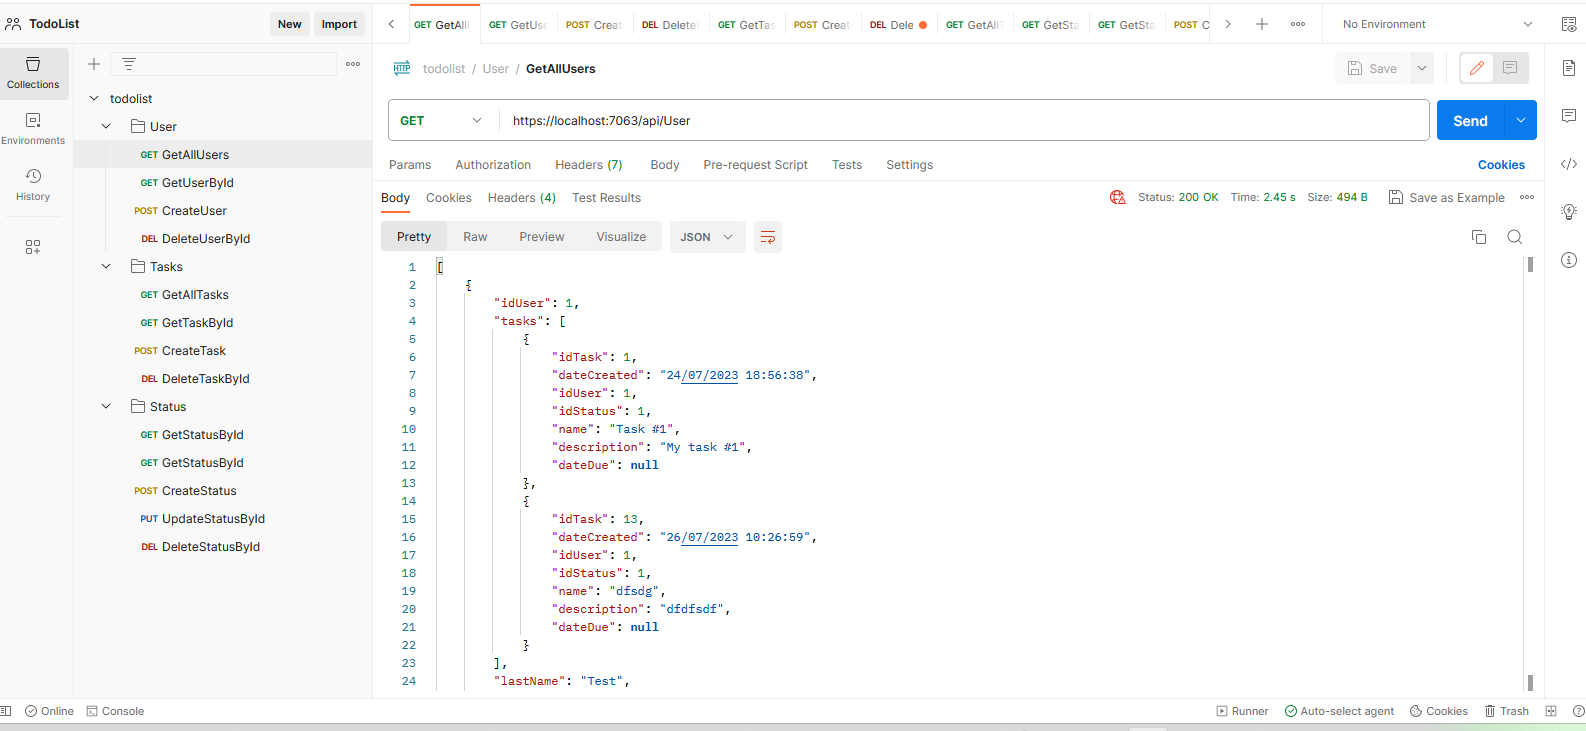 TodoList
New
Import
GET GetAll
GET GetUse
POST Creat
DEL Delete
GET GetTas
POST Creat
DEL Dele
GET GetAllT
GET GetSta
GET GetSta
POST C
No Environment
Collections
Environments
History
todolist
User
GET GetAllUsers
GET GetUserById
POST CreateUser
DEL DeleteUserById
Tasks
GET GetAllTasks
GET GetTaskById
POST CreateTask
DEL DeleteTaskById
Status
GET GetStatusById
GET GetStatusById
POST CreateStatus
PUT UpdateStatusById
DEL DeleteStatusById
HTTP todolist / User / GetAllUsers
Save
GET https://localhost:7063/api/User
Send
Params Authorization Headers (7) Body Pre-request Script Tests Settings
Cookies
Body Cookies Headers (4) Test Results
Status: 200 OK Time: 2.45 s Size: 494 B
Save as Example
Pretty Raw Preview Visualize JSON
1 [
2 {
3 "idUser": 1,
4 "tasks": [
5 {
6 "idTask": 1,
7 "dateCreated": "24/07/2023 18:56:38",
8 "idUser": 1,
9 "idStatus": 1,
10 "name": "Task #1",
11 "description": "My task #1",
12 "dateDue": null
13 },
14 {
15 "idTask": 13,
16 "dateCreated": "26/07/2023 10:26:59",
17 "idUser": 1,
18 "idStatus": 1,
19 "name": "dfsdg",
20 "description": "dfdfsdf",
21 "dateDue": null
22 }
23 ],
24 "lastName": "Test",
Online
Console
Runner
Auto-select agent
Cookies
Trash